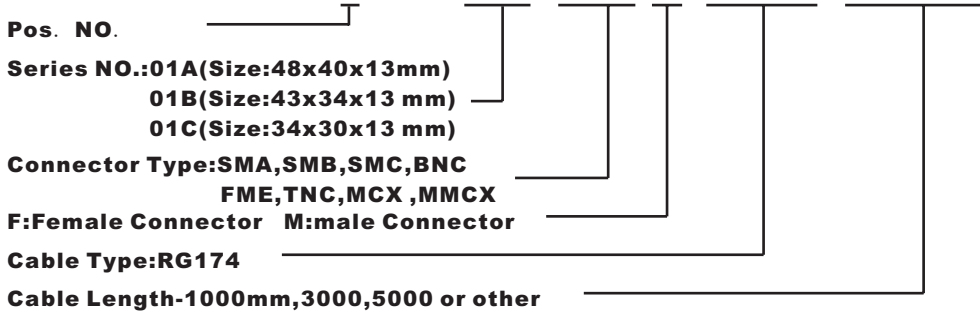 Pos. NO.
Series NO.:01A(Size:48x40x13mm)
01B(Size:43x34x13 mm)
01C(Size:34x30x13 mm)
Connector Type:SMA,SMB,SMC,BNC
FME,TNC,MCX ,MMCX
F:Female Connector M:male Connector
Cable Type:RG174
Cable Length-1000mm,3000,5000 or other